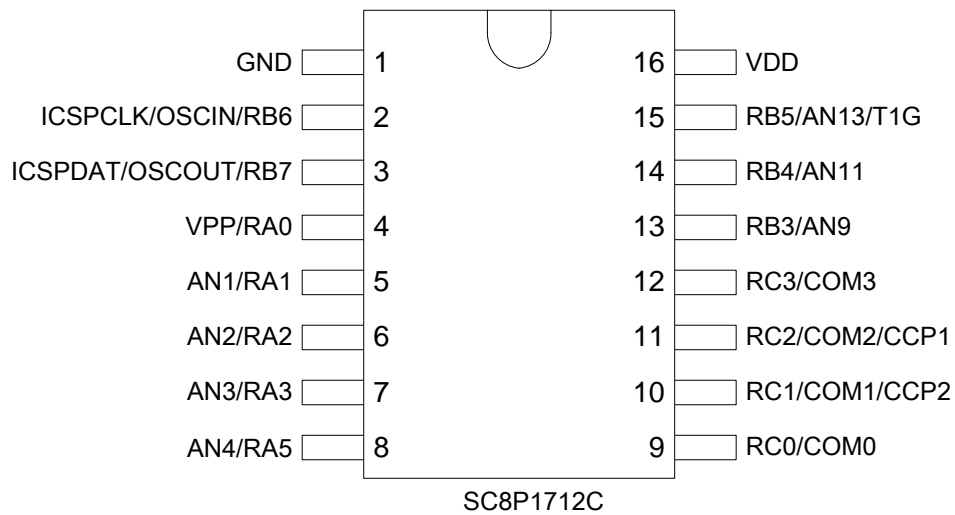 GND 1 16 VDD
ICSPCLK/OSCIN/RB6 2 15 RB5/AN13/T1G
ICSPDAT/OSCOUT/RB7 3 14 RB4/AN11
VPP/RA0 4 13 RB3/AN9
AN1/RA1 5 12 RC3/COM3
AN2/RA2 6 11 RC2/COM2/CCP1
AN3/RA3 7 10 RC1/COM1/CCP2
AN4/RA5 8 9 RC0/COM0
SC8P1712C